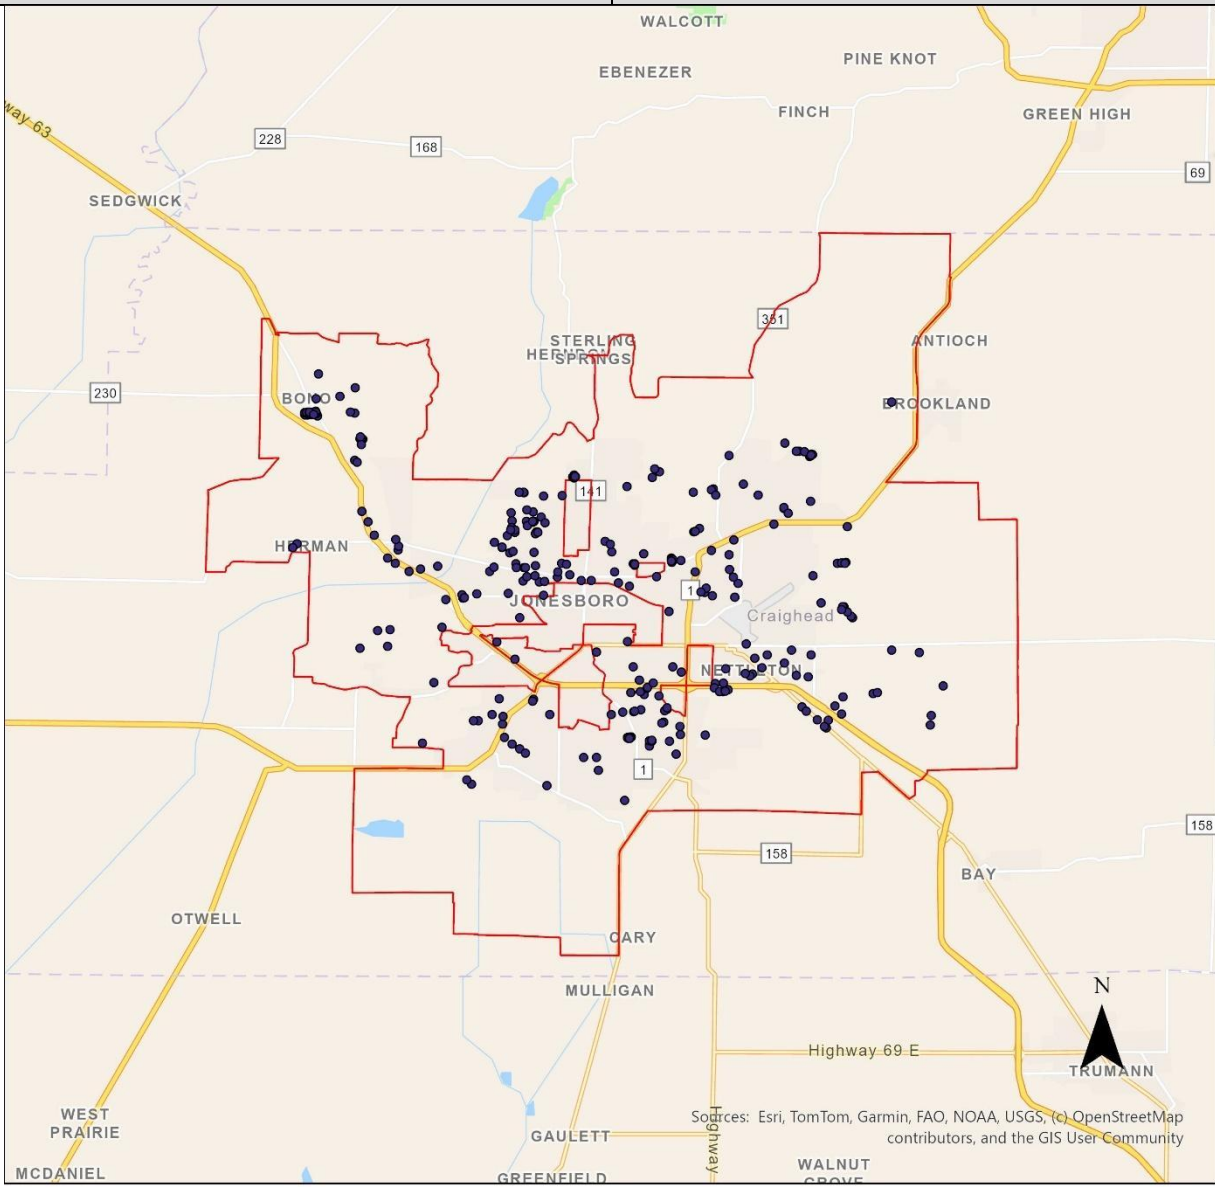 WALCOTT
PINE KNOT
EBENEZER
FINCH
GREEN HIGH
way 63
228
168
69
SEDGWICK
351
STERLING
SPRINGS
ANTIOCH
230
BONO
BROOKLAND
141
HERMAN
1
JONESBORO
Craighead
NETTLETON
1
158
158
BAY
OTWELL
CARY
MULLIGAN
N
Highway 69 E
TRUMANN
WEST
PRAIRIE
Sources: Esri, TomTom, Garmin, FAO, NOAA, USGS, (c) OpenStreetMap
contributors, and the GIS User Community
Highway
GAULETT
WALNUT
GROVE
MCDANIEL
GREENFIELD